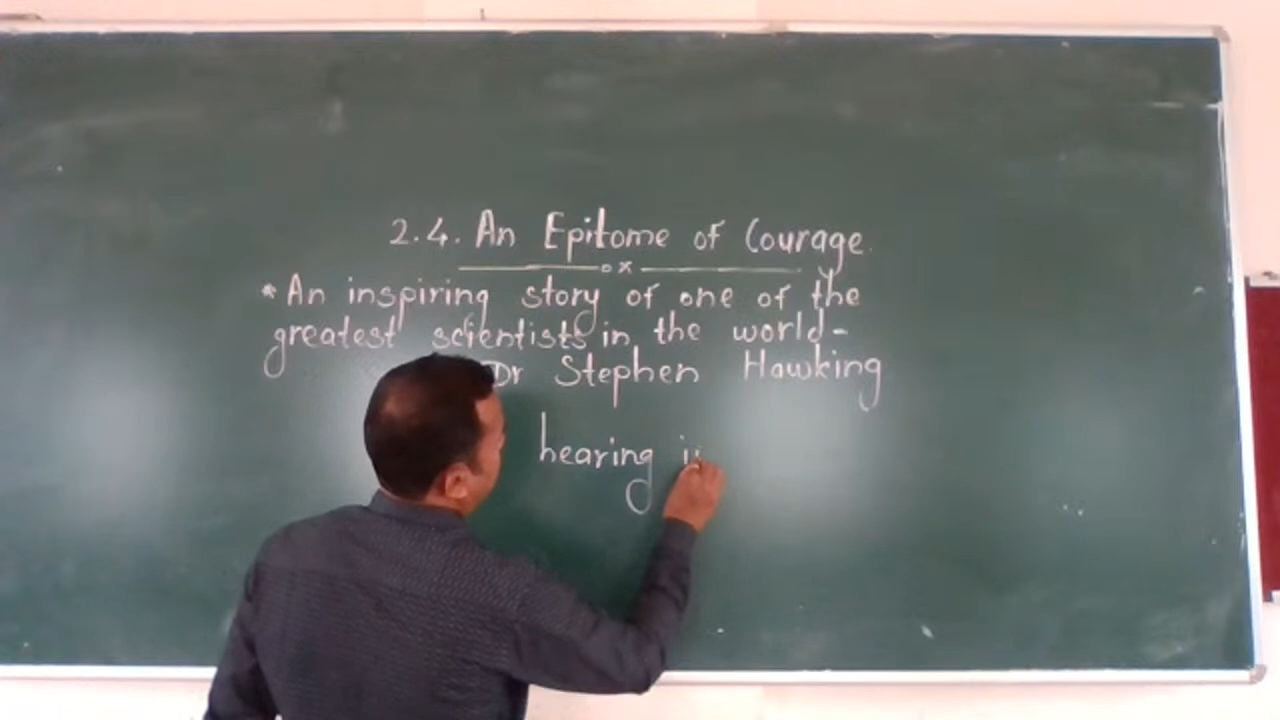 2.4. An Epitome of Courage.
* An inspiring story of one of the
greatest scientists in the world-
Dr Stephen Hawking
hearing